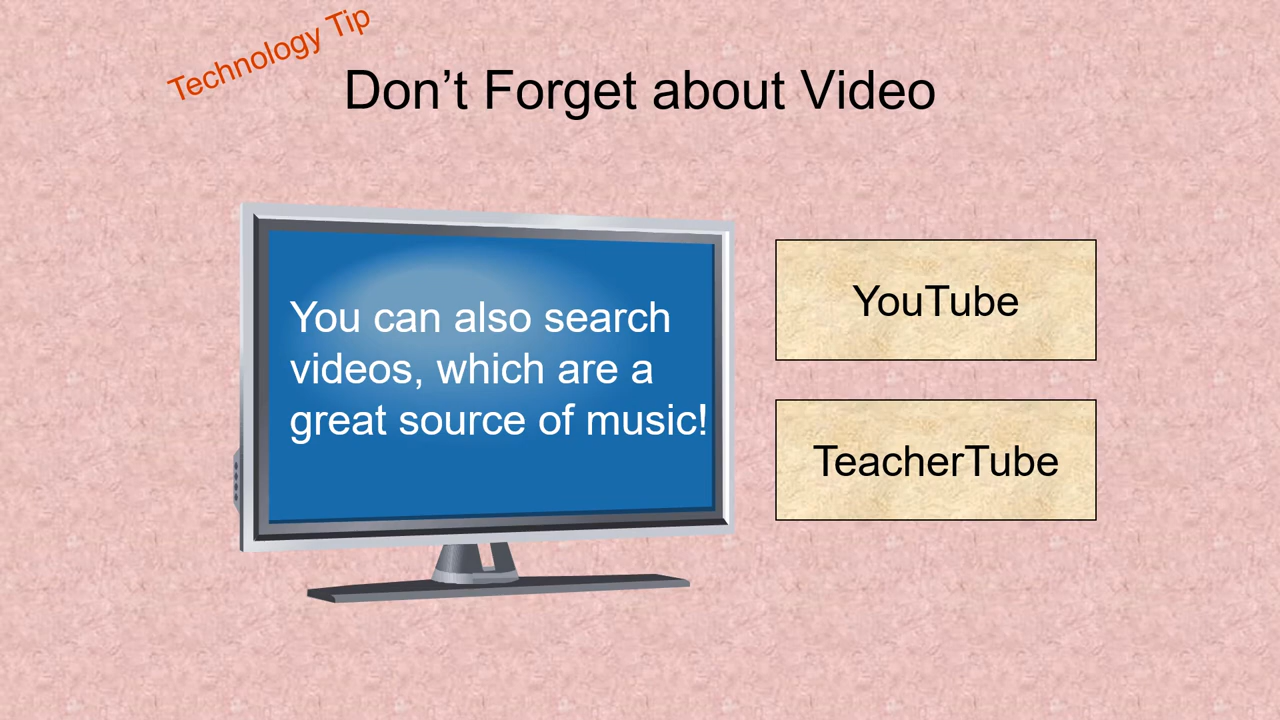 Technology Tip
Don’t Forget about Video
You can also search
videos, which are a
great source of music!
YouTube
TeacherTube